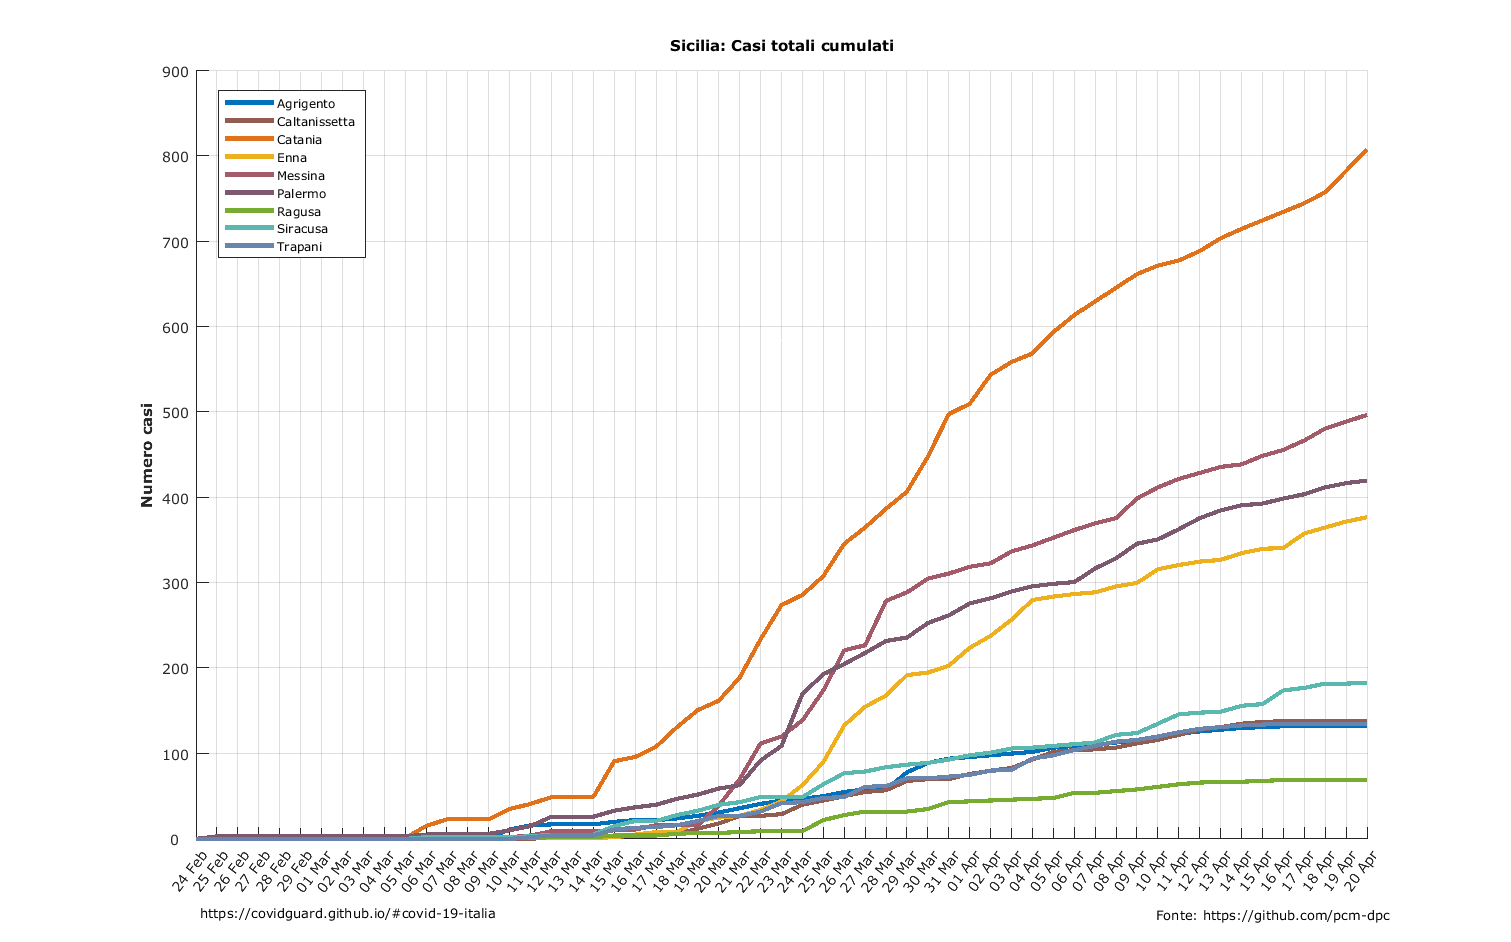 Sicilia: Casi totali cumulati
Numero casi
900
800
700
600
500
400
300
200
100
0
Agrigento
Caltanissetta
Catania
Enna
Messina
Palermo
Ragusa
Siracusa
Trapani
24 Feb
25 Feb
26 Feb
27 Feb
28 Feb
29 Feb
01 Mar
02 Mar
03 Mar
04 Mar
05 Mar
06 Mar
07 Mar
08 Mar
09 Mar
10 Mar
11 Mar
12 Mar
13 Mar
14 Mar
15 Mar
16 Mar
17 Mar
18 Mar
19 Mar
20 Mar
21 Mar
22 Mar
23 Mar
24 Mar
25 Mar
26 Mar
27 Mar
28 Mar
29 Mar
30 Mar
31 Mar
01 Apr
02 Apr
03 Apr
04 Apr
05 Apr
06 Apr
07 Apr
08 Apr
09 Apr
10 Apr
11 Apr
12 Apr
13 Apr
14 Apr
15 Apr
16 Apr
17 Apr
18 Apr
19 Apr
20 Apr
https://covidguard.github.io/#covid-19-italia
Fonte: https://github.com/pcm-dpc